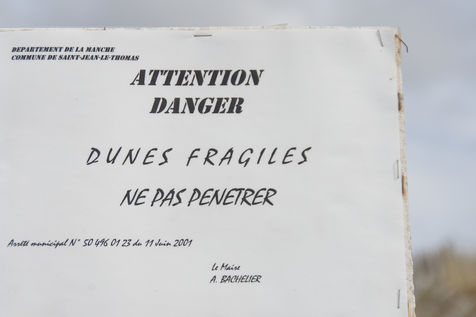 DEPARTEMENT DE LA MANCHE
COMMUNE DE SAINT-JEAN-LE-THOMAS
ATTENTION
DANGER
DUNES FRAGILES
NE PAS PENETRER
Arrêté municipal N° 50 496 01 23 du 11 Juin 2001
Le Maire
A. BACHELIER